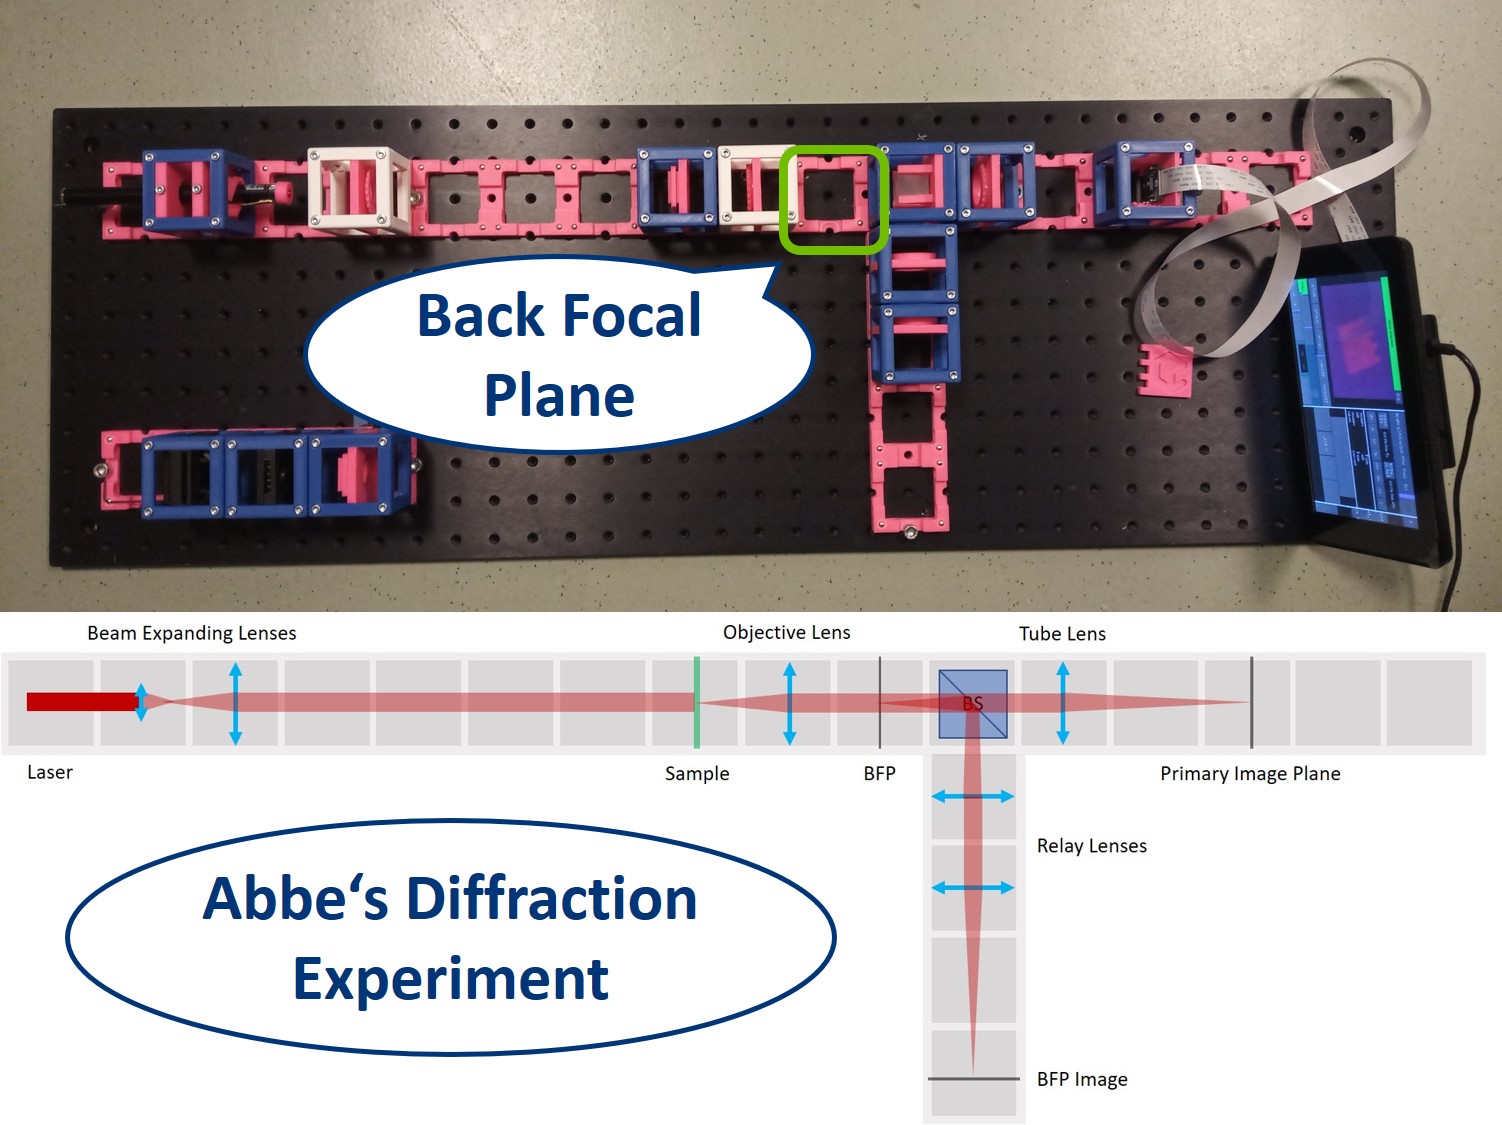 Back Focal
Plane
Beam Expanding Lenses
Objective Lens
Tube Lens
BS
Laser
Sample
BFP
Primary Image Plane
Relay Lenses
Abbe‘s Diffraction
Experiment
BFP Image